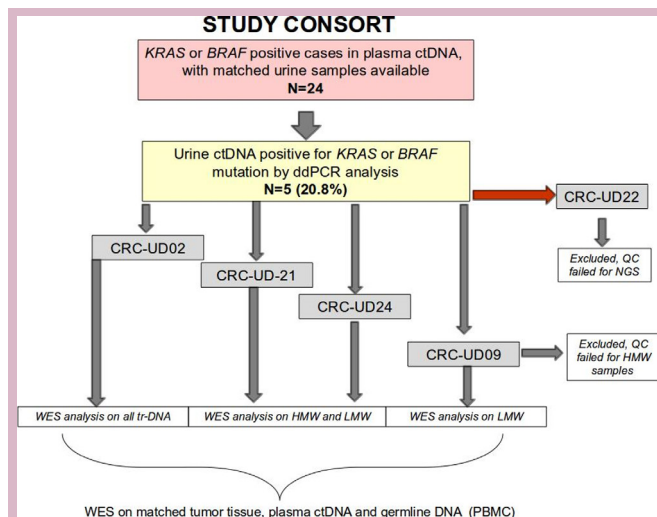 STUDY CONSORT
KRAS or BRAF positive cases in plasma ctDNA,
with matched urine samples available
N=24
Urine ctDNA positive for KRAS or BRAF
mutation by ddPCR analysis
N=5 (20.8%)
CRC-UD22
CRC-UD02
Excluded, QC
failed for NGS
CRC-UD-21
CRC-UD24
CRC-UD09
Excluded, QC
failed for HMW
samples
WES analysis on all tr-DNA
WES analysis on HMW and LMW
WES analysis on LMW
WES on matched tumor tissue, plasma ctDNA and germline DNA (PBMC)